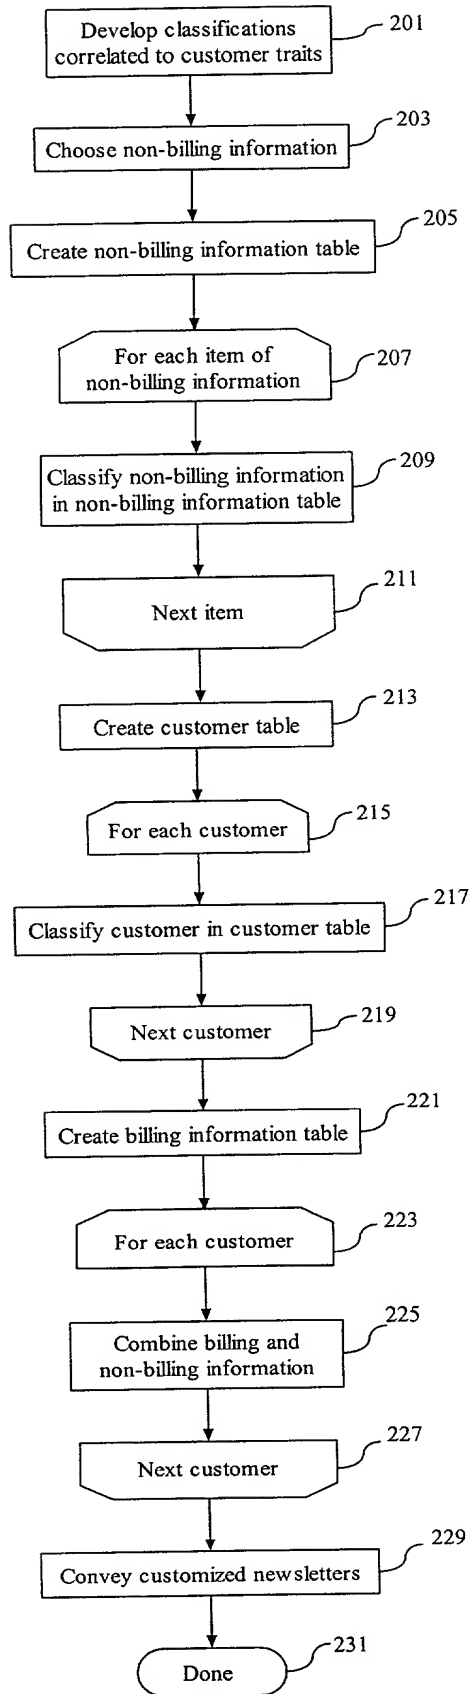 Develop classifications
correlated to customer traits
201
Choose non-billing information
203
Create non-billing information table
205
For each item of
non-billing information
207
Classify non-billing information
in non-billing information table
209
Next item
211
Create customer table
213
For each customer
215
Classify customer in customer table
217
Next customer
219
Create billing information table
221
For each customer
223
Combine billing and
non-billing information
225
Next customer
227
Convey customized newsletters
229
Done
231